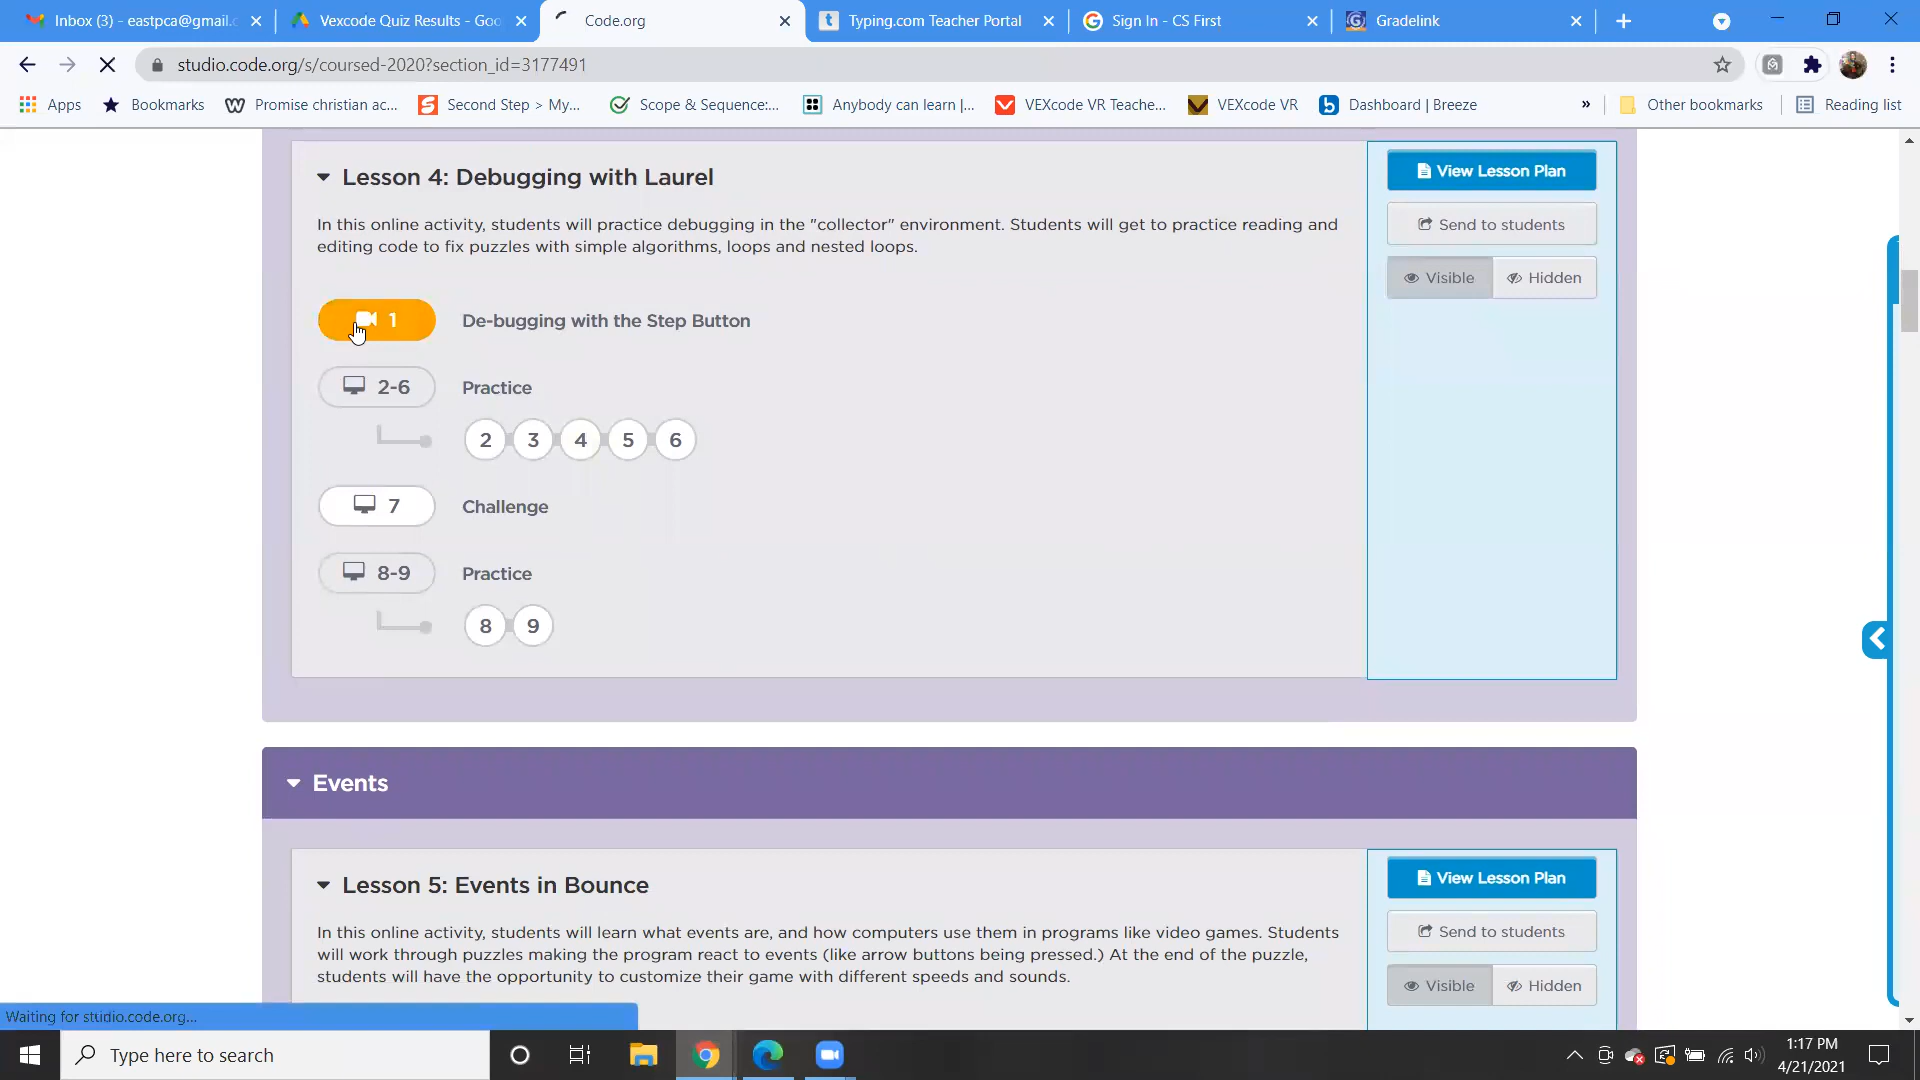 Inbox (3) - eastpca@gmail.c
Vexcode Quiz Results - Goo
Code.org
Typing.com Teacher Portal
Sign In - CS First
Gradelink
studio.code.org/s/coursed-2020?section_id=3177491
Apps
Bookmarks
Promise christian ac...
Second Step > My...
Scope & Sequence:...
Anybody can learn |...
VEXcode VR Teache...
VEXcode VR
Dashboard | Breeze
»
Other bookmarks
Reading list
Lesson 4: Debugging with Laurel
In this online activity, students will practice debugging in the "collector" environment. Students will get to practice reading and
editing code to fix puzzles with simple algorithms, loops and nested loops.
View Lesson Plan
Send to students
Visible
Hidden
1
De-bugging with the Step Button
2-6
Practice
2 3 4 5 6
7
Challenge
8-9
Practice
8 9
Events
Lesson 5: Events in Bounce
In this online activity, students will learn what events are, and how computers use them in programs like video games. Students
will work through puzzles making the program react to events (like arrow buttons being pressed.) At the end of the puzzle,
students will have the opportunity to customize their game with different speeds and sounds.
View Lesson Plan
Send to students
Visible
Hidden
Waiting for studio.code.org...
Type here to search
1:17 PM
4/21/2021